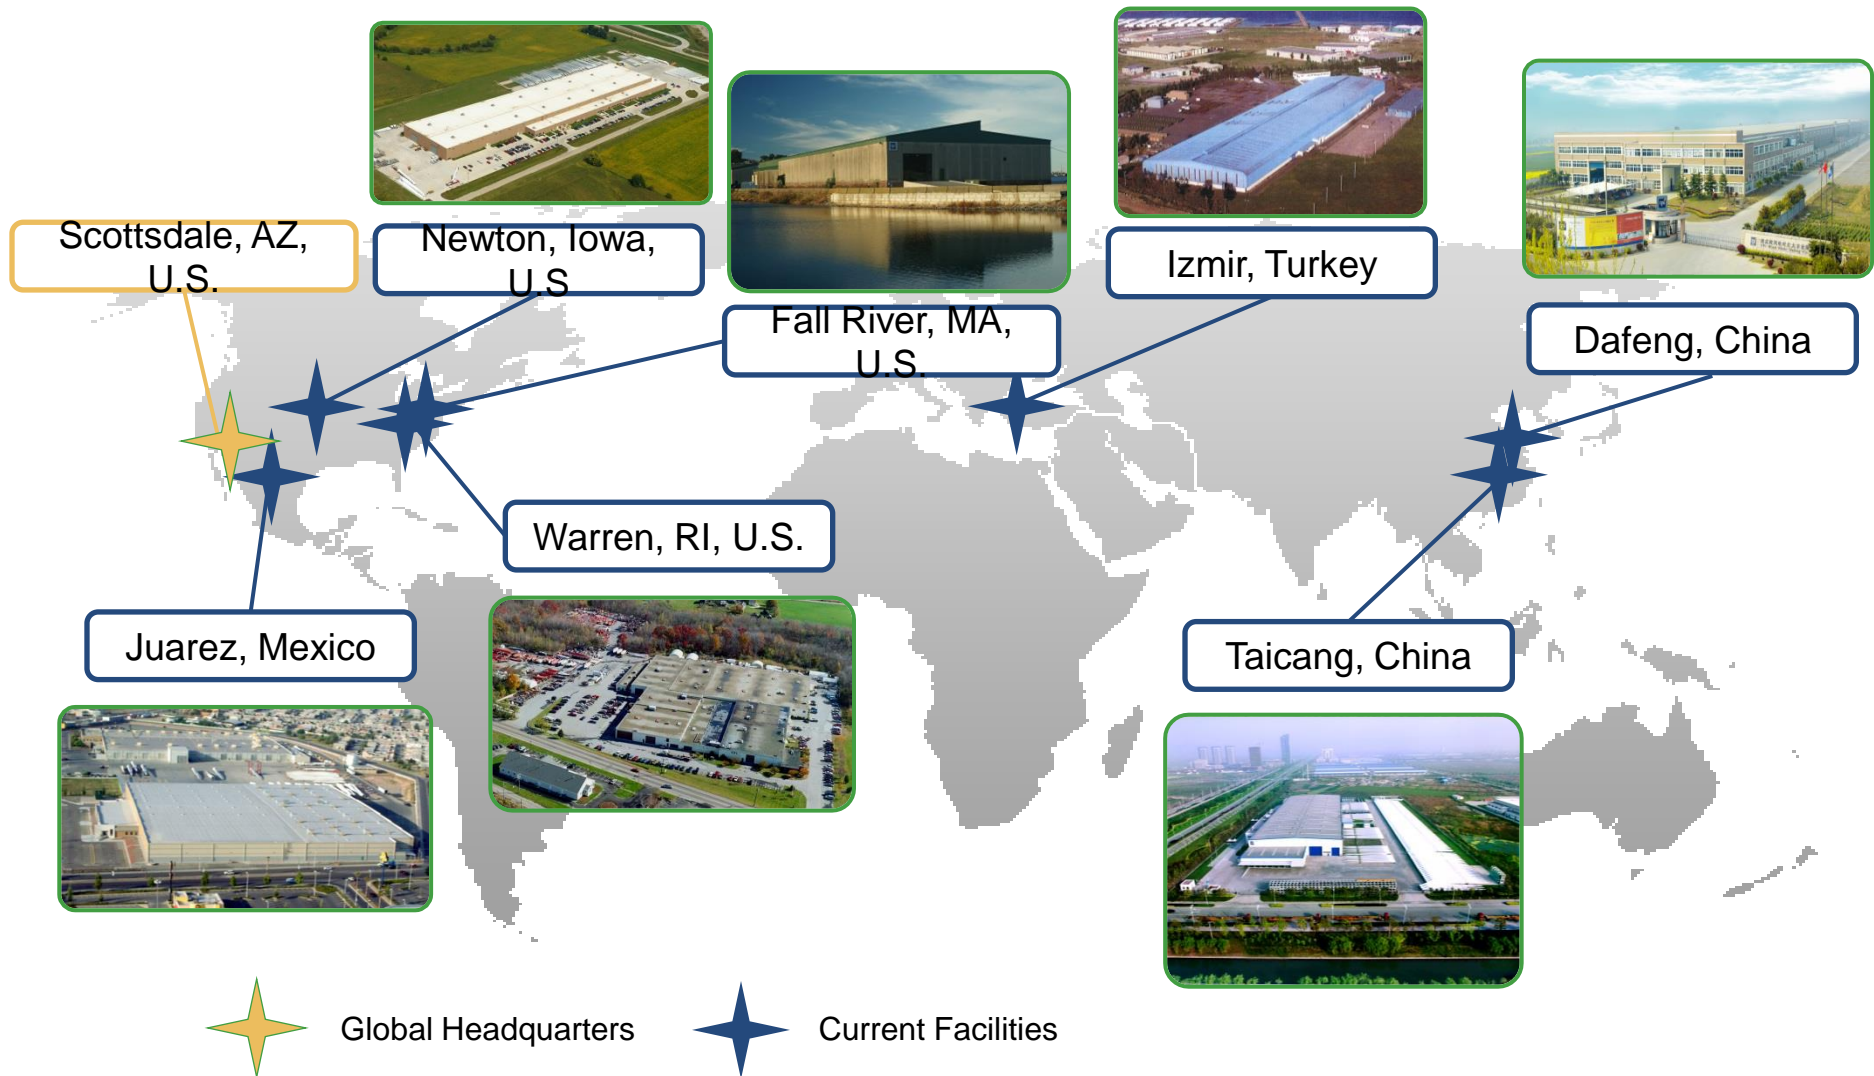 Scottsdale, AZ,
U.S.
Newton, Iowa,
U.S
Fall River, MA,
U.S.
Izmir, Turkey
Dafeng, China
Warren, RI, U.S.
Juarez, Mexico
Taicang, China
Global Headquarters
Current Facilities